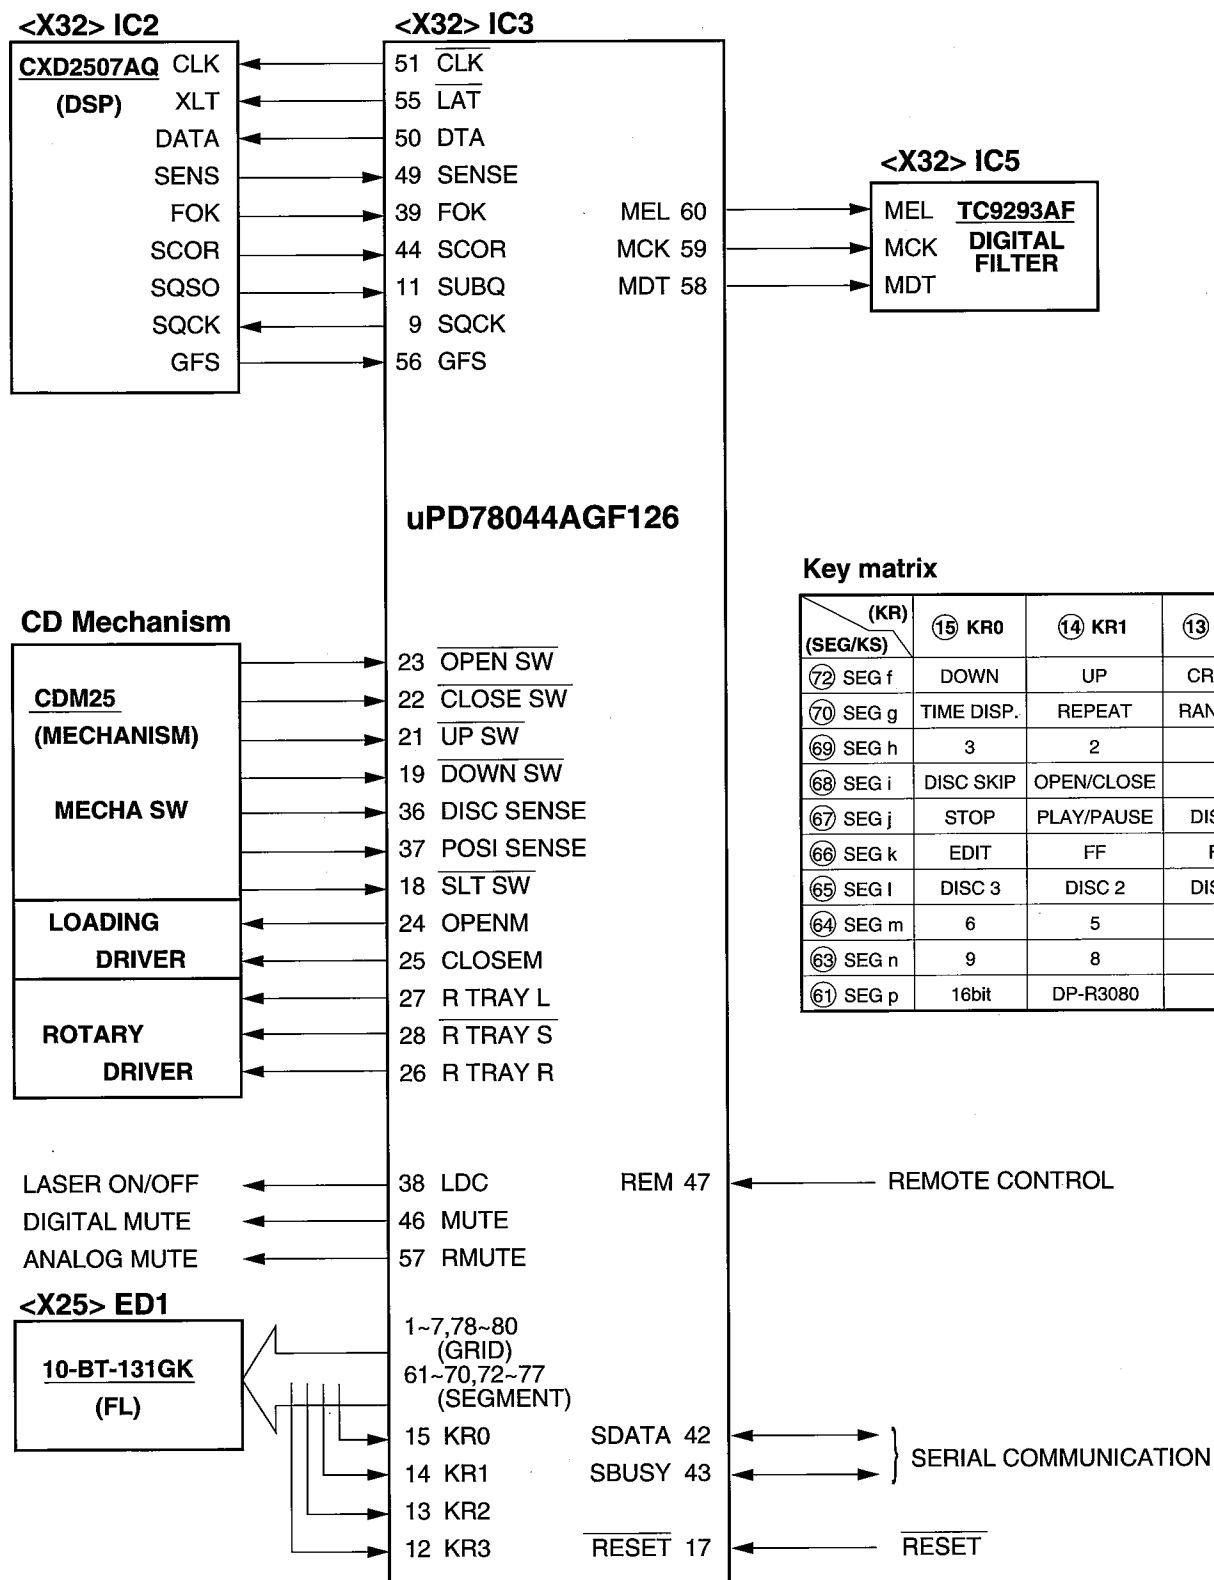 <X32> IC2
CXD2507AQ
(DSP)
CLK
XLT
DATA
SENS
FOK
SCOR
SQSO
SQCK
GFS
<X32> IC3
51 CLK
55 LAT
50 DTA
49 SENSE
39 FOK
44 SCOR
11 SUBQ
9 SQCK
56 GFS
MEL 60
MCK 59
MDT 58
<X32> IC5
MEL
MCK
MDT
TC9293AF
DIGITAL
FILTER
uPD78044AGF126
CD Mechanism
CDM25
(MECHANISM)
MECHA SW
LOADING
DRIVER
ROTARY
DRIVER
23 OPEN SW
22 CLOSE SW
21 UP SW
19 DOWN SW
36 DISC SENSE
37 POSI SENSE
18 SLT SW
24 OPENM
25 CLOSEM
27 R TRAY L
28 R TRAY S
26 R TRAY R
Key matrix
(KR)
(SEG/KS)
15 KR0
14 KR1
13
72 SEG f DOWN UP CR
70 SEG g TIME DISP. REPEAT RAN
69 SEG h 3 2
68 SEG i DISC SKIP OPEN/CLOSE
67 SEG j STOP PLAY/PAUSE DIS
66 SEG k EDIT FF
65 SEG l DISC 3 DISC 2 DIS
64 SEG m 6 5
63 SEG n 9 8
61 SEG p 16bit DP-R3080
LASER ON/OFF
DIGITAL MUTE
ANALOG MUTE
38 LDC
46 MUTE
57 RMUTE
REM 47
REMOTE CONTROL
<X25> ED1
10-BT-131GK
(FL)
1~7,78~80
(GRID)
61~70,72~77
(SEGMENT)
15 KR0
14 KR1
13 KR2
12 KR3
SDATA 42
SBUSY 43
SERIAL COMMUNICATION
RESET 17
RESET